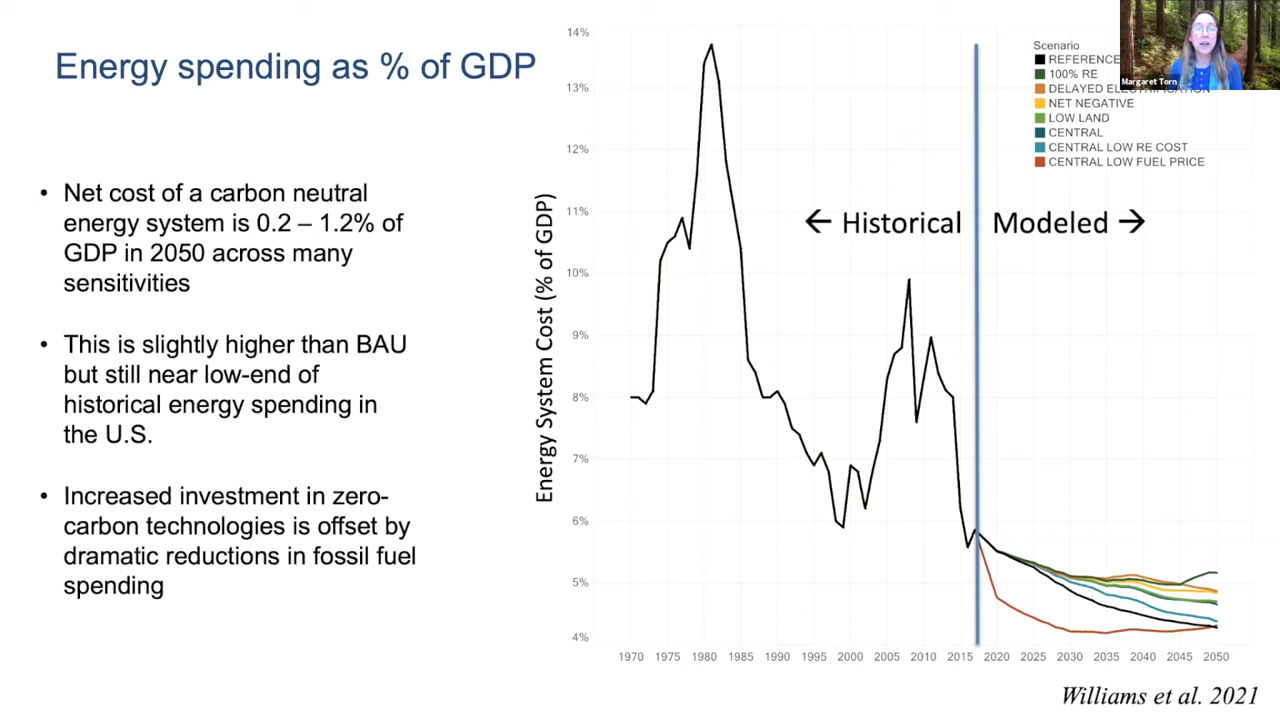 Energy spending as % of GDP
• Net cost of a carbon neutral
energy system is 0.2 – 1.2% of
GDP in 2050 across many
sensitivities
• This is slightly higher than BAU
but still near low-end of
historical energy spending in
the U.S.
• Increased investment in zero-
carbon technologies is offset by
dramatic reductions in fossil fuel
spending
Energy System Cost (% of GDP)
14%
13%
12%
11%
10%
9%
8%
7%
6%
5%
4%
← Historical
Modeled →
Scenario
REFERENCE
100% RE
DELAYED ELECTRIFICATION
NET NEGATIVE
LOW LAND
CENTRAL
CENTRAL LOW RE COST
CENTRAL LOW FUEL PRICE
Margaret Torn
1970 1975 1980 1985 1990 1995 2000 2005 2010 2015 2020 2025 2030 2035 2040 2045 2050
Williams et al. 2021